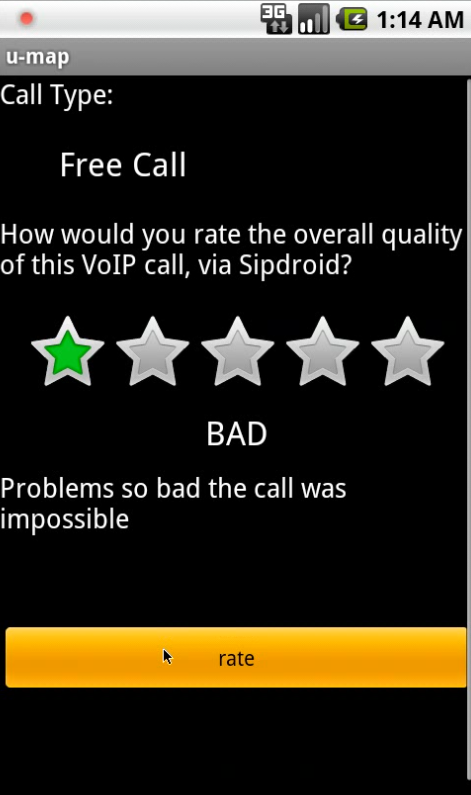 3G 1:14 AM
u-map
Call Type:
Free Call
How would you rate the overall quality
of this VoIP call, via Sipdroid?
BAD
Problems so bad the call was
impossible
rate